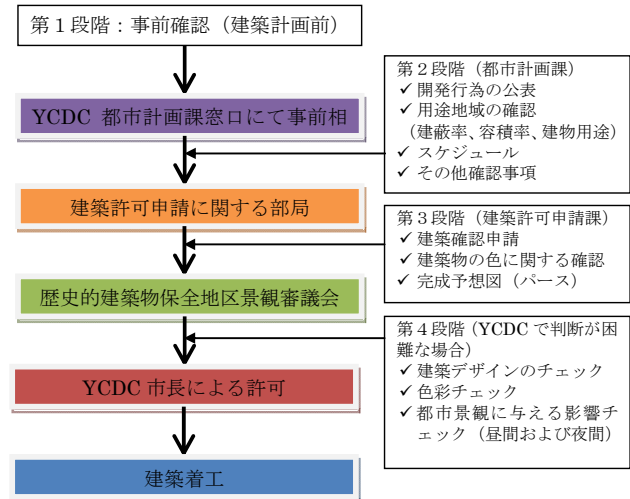 第１段階：事前確認（建築計画前）
YCDC 都市計画課窓口にて事前相
建築許可申請に関する部局
歴史的建築物保全地区景観審議会
YCDC 市長による許可
建築着工
第２段階（都市計画課）
✓ 開発行為の公表
✓ 用途地域の確認
（建蔽率、容積率、建物用途）
✓ スケジュール
✓ その他確認事項
第３段階（建築許可申請課）
✓ 建築確認申請
✓ 建築物の色に関する確認
✓ 完成予想図（パース）
第４段階（YCDC で判断が困
難な場合）
✓ 建築デザインのチェック
✓ 色彩チェック
✓ 都市景観に与える影響チ
ェック（昼間および夜間）